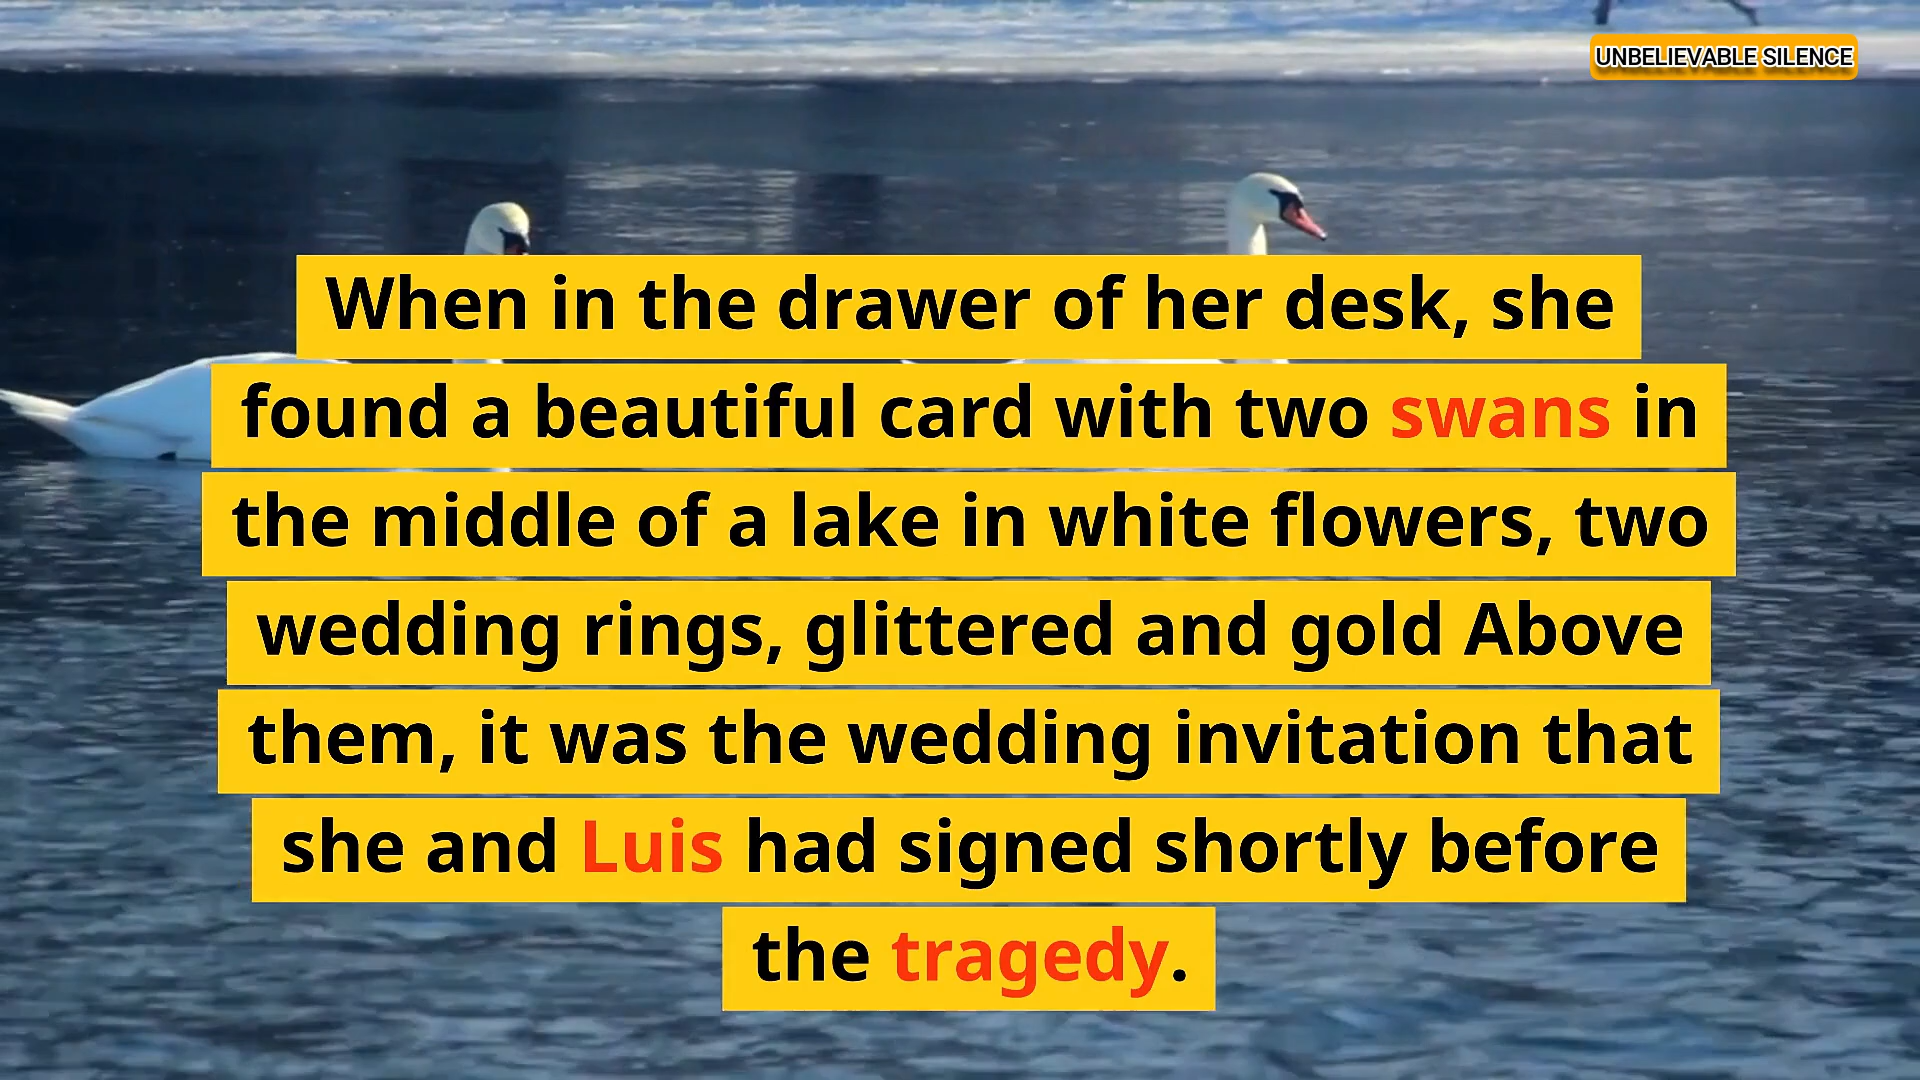 UNBELIEVABLE SILENCE
When in the drawer of her desk, she
found a beautiful card with two swans in
the middle of a lake in white flowers, two
wedding rings, glittered and gold Above
them, it was the wedding invitation that
she and Luis had signed shortly before
the tragedy.